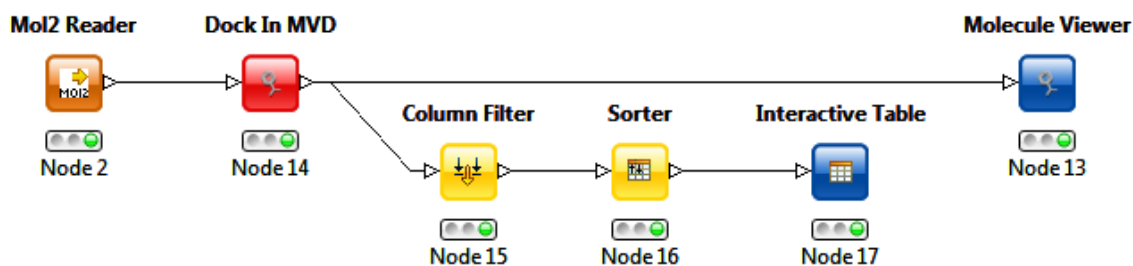 Mol2 Reader
Dock In MVD
Molecule Viewer
MOl2
Column Filter
Sorter
Interactive Table
Node 2
Node 14
Node 13
Node 15
Node 16
Node 17